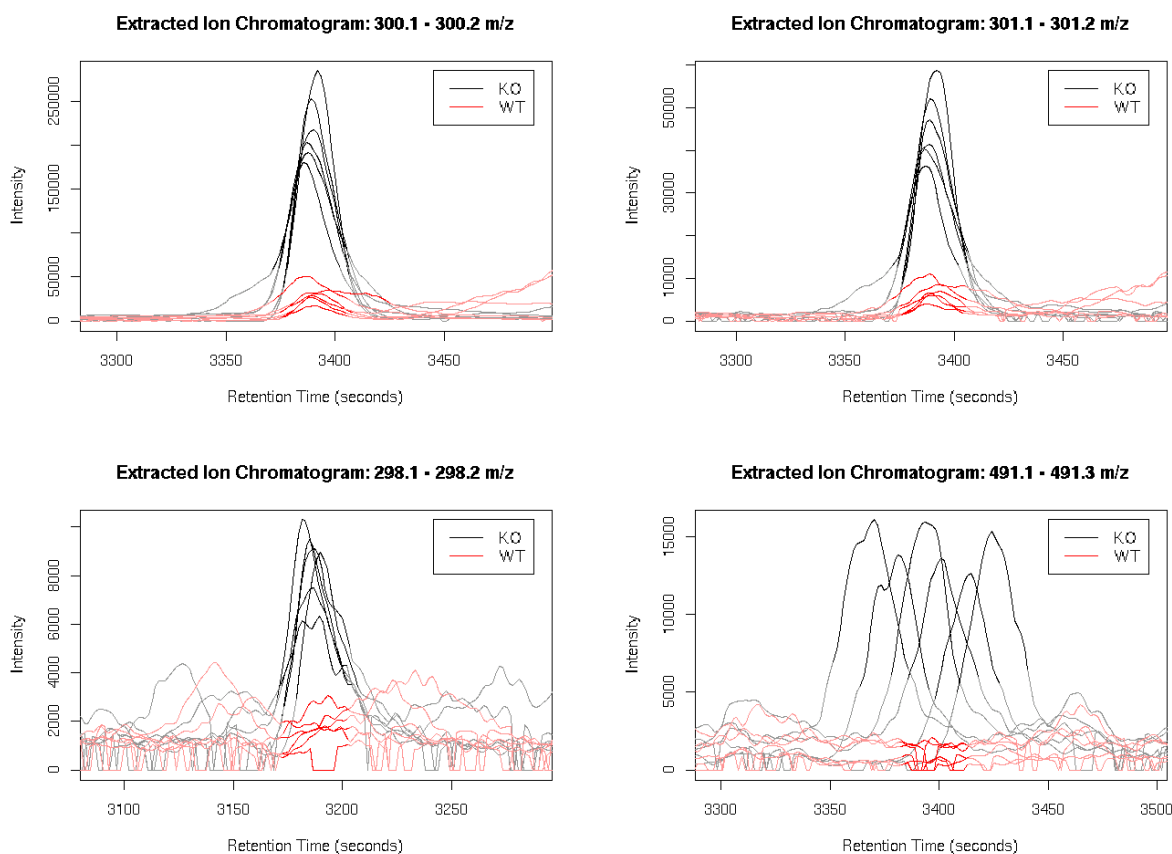 Extracted Ion Chromatogram: 300.1 - 300.2 m/z
Intensity
250000
150000
50000
0
KO
WT
3300
3350
3400
3450
Retention Time (seconds)
Extracted Ion Chromatogram: 301.1 - 301.2 m/z
Intensity
50000
30000
10000
0
KO
WT
3300
3350
3400
3450
Retention Time (seconds)
Extracted Ion Chromatogram: 298.1 - 298.2 m/z
Intensity
8000
6000
4000
2000
0
KO
WT
3100
3150
3200
3250
Retention Time (seconds)
Extracted Ion Chromatogram: 491.1 - 491.3 m/z
Intensity
15000
10000
5000
0
KO
WT
3300
3350
3400
3450
3500
Retention Time (seconds)